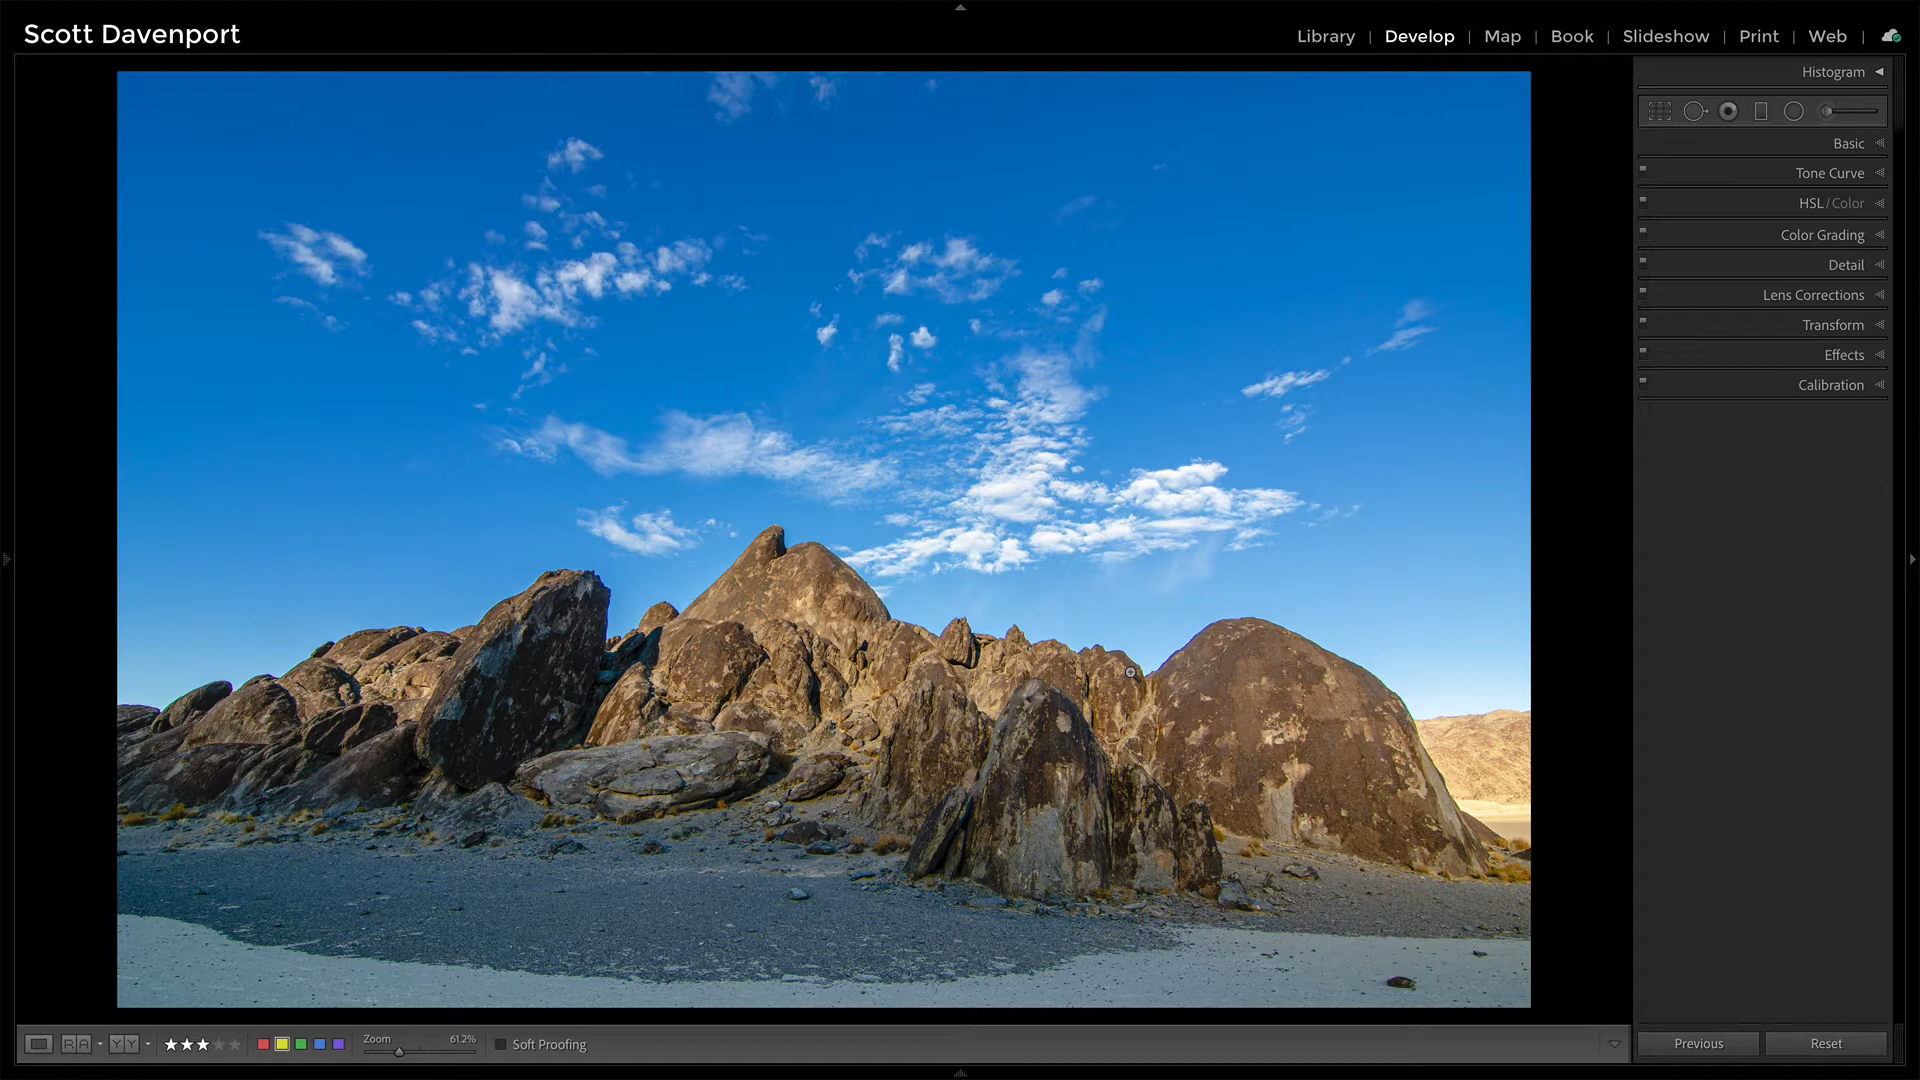 Scott Davenport
Library | Develop | Map | Book | Slideshow | Print | Web |
Histogram
Basic
Tone Curve
HSL / Color
Color Grading
Detail
Lens Corrections
Transform
Effects
Calibration
R A Y Y Zoom 61.2% Soft Proofing
Previous Reset